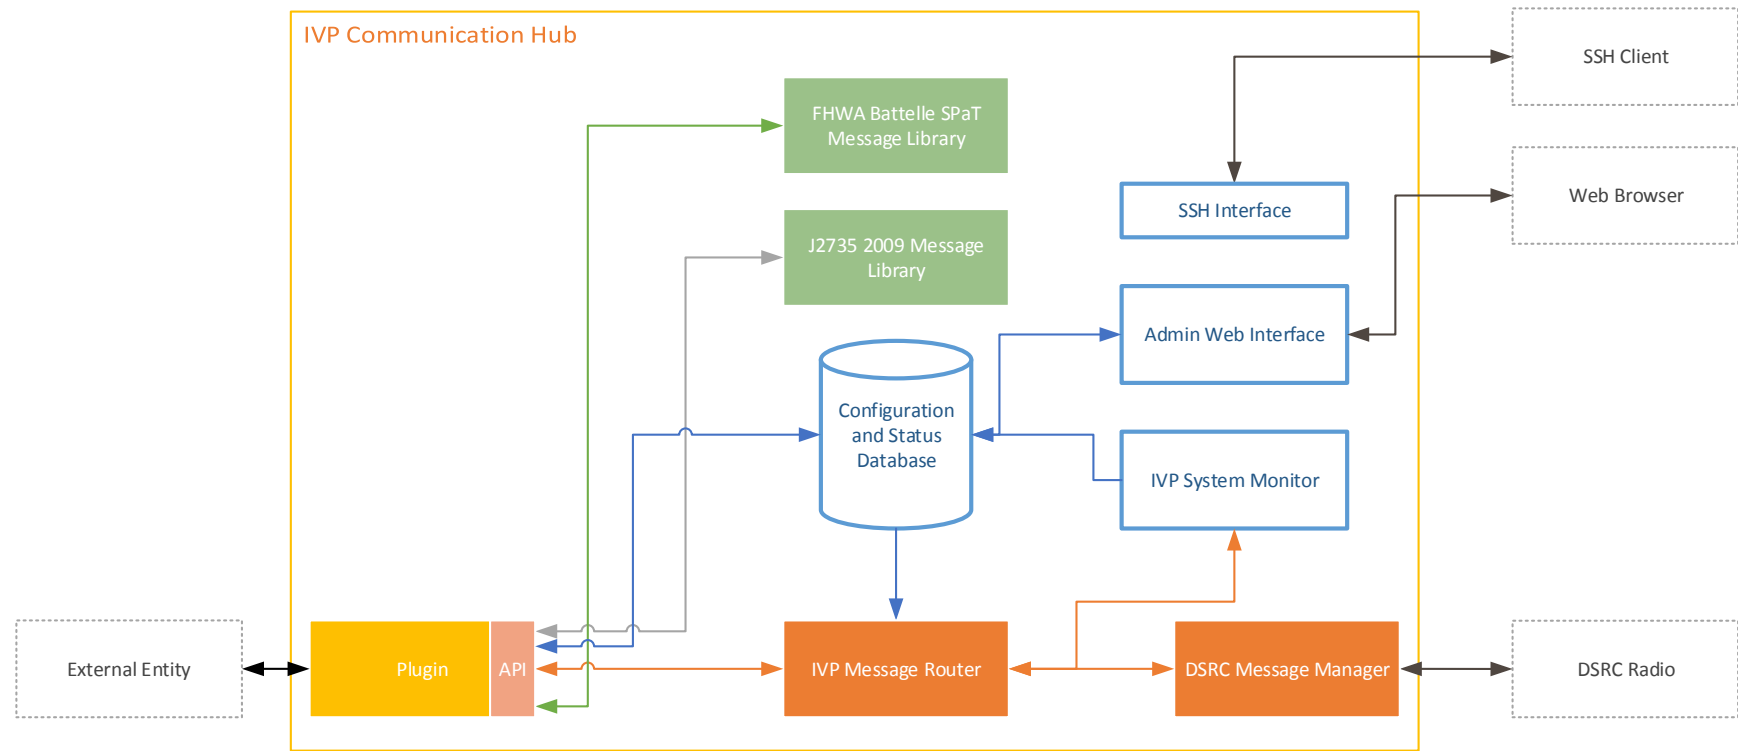 IVP Communication Hub
SSH Client
FHWA Battelle SPaT
Message Library
Web Browser
SSH Interface
J2735 2009 Message
Library
Admin Web Interface
Configuration
and Status
Database
IVP System Monitor
External Entity
Plugin
API
IVP Message Router
DSRC Message Manager
DSRC Radio